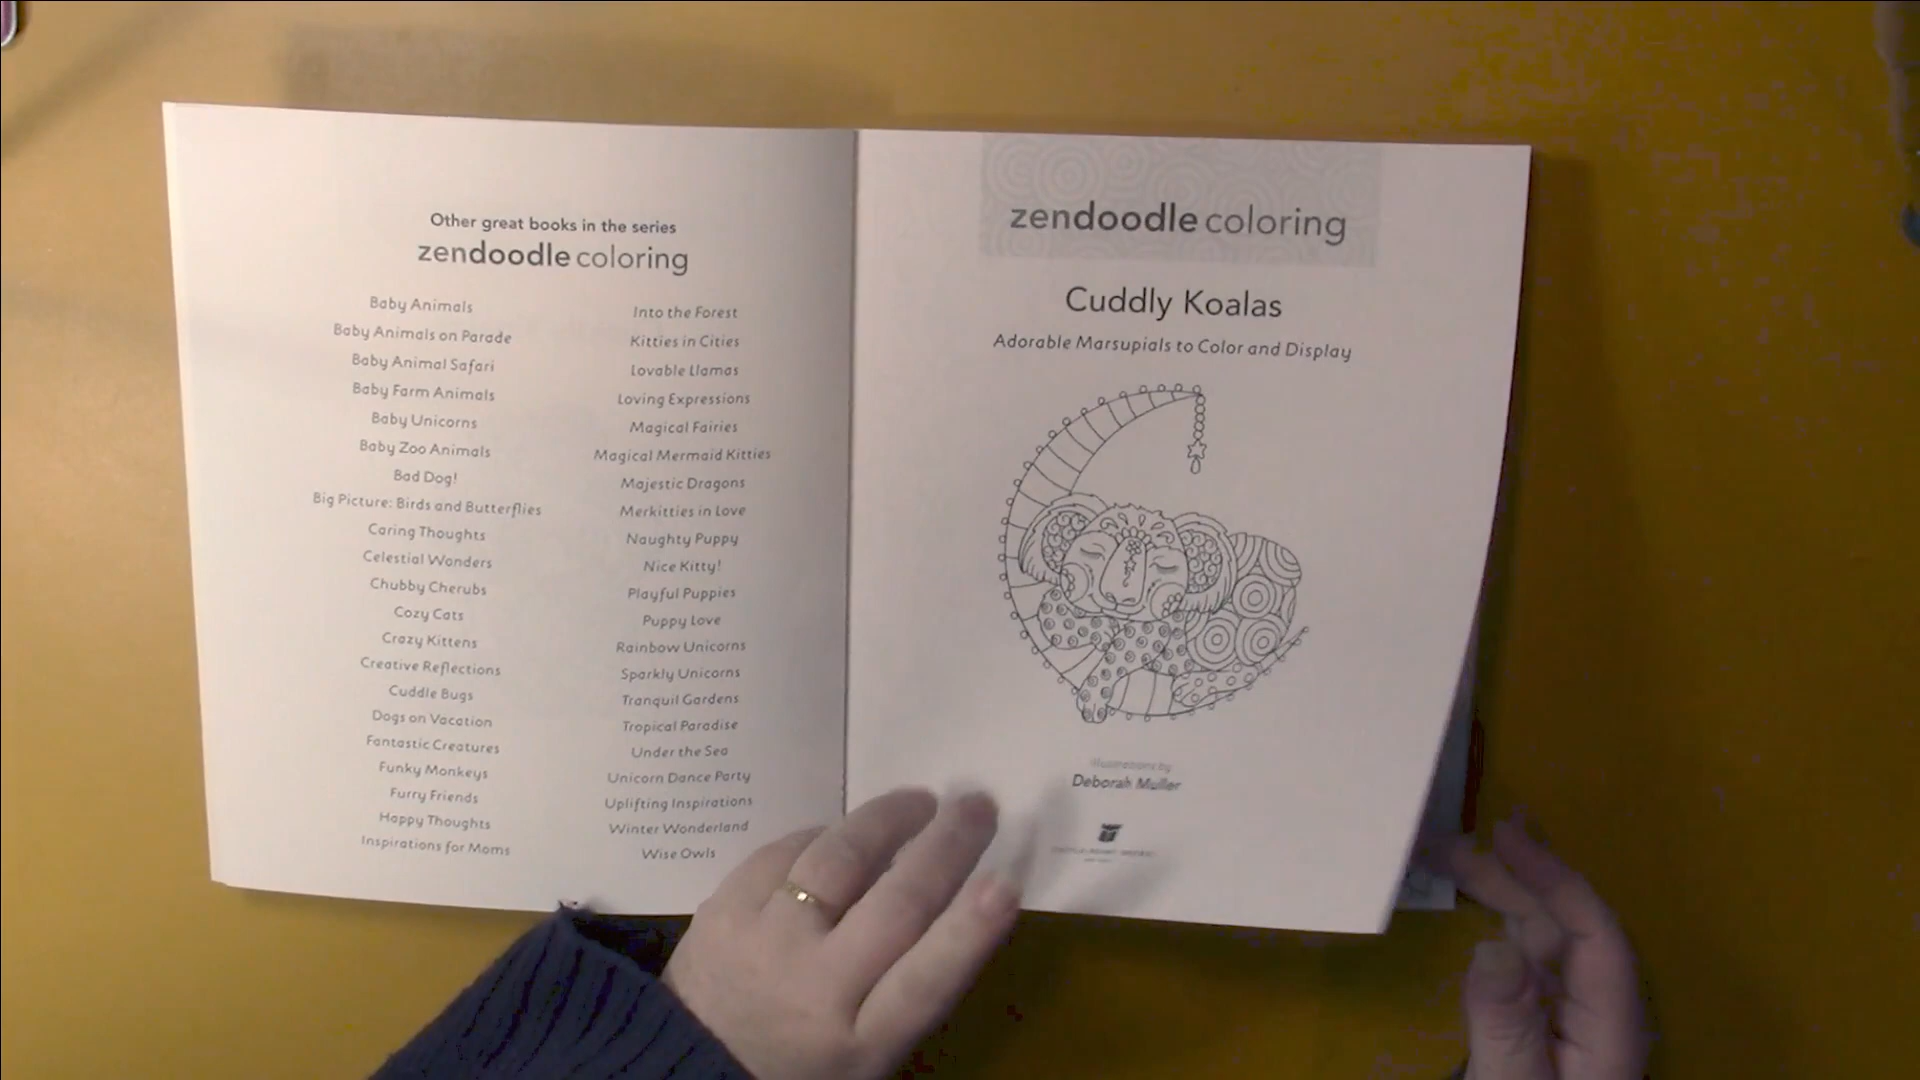 Other great books in the series
zendoodle coloring
Baby Animals
Baby Animals on Parade
Baby Animal Safari
Baby Farm Animals
Baby Unicorns
Baby Zoo Animals
Bad Dog!
Big Picture: Birds and Butterflies
Caring Thoughts
Celestial Wonders
Chubby Cherubs
Cozy Cats
Crazy Kittens
Creative Reflections
Cuddle Bugs
Dogs on Vacation
Fantastic Creatures
Funky Monkeys
Furry Friends
Happy Thoughts
Inspirations for Moms
Into the Forest
Kitties in Cities
Lovable Llamas
Loving Expressions
Magical Fairies
Magical Mermaid Kitties
Majestic Dragons
Merkitties in Love
Naughty Puppy
Nice Kitty!
Playful Puppies
Puppy Love
Rainbow Unicorns
Sparkly Unicorns
Tranquil Gardens
Tropical Paradise
Under the Sea
Unicorn Dance Party
Uplifting Inspirations
Winter Wonderland
Wise Owls
zendoodle coloring
Cuddly Koalas
Adorable Marsupials to Color and Display
illustrations by
Deborah Muller